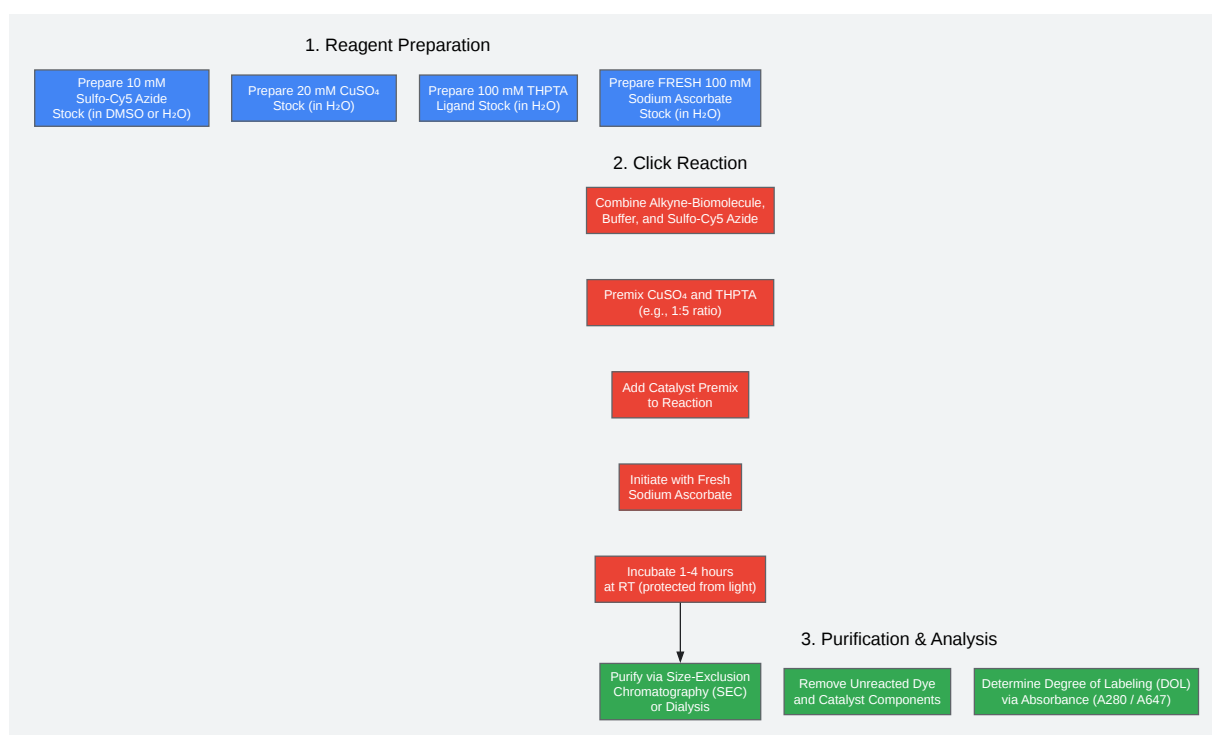 1. Reagent Preparation
Prepare 10 mM
Sulfo-Cy5 Azide
Stock (in DMSO or H₂O)
Prepare 20 mM CuSO₄
Stock (in H₂O)
Prepare 100 mM THPTA
Ligand Stock (in H₂O)
Prepare FRESH 100 mM
Sodium Ascorbate
Stock (in H₂O)
2. Click Reaction
Combine Alkyne-Biomolecule,
Buffer, and Sulfo-Cy5 Azide
Premix CuSO₄ and THPTA
(e.g., 1:5 ratio)
Add Catalyst Premix
to Reaction
Initiate with Fresh
Sodium Ascorbate
Incubate 1-4 hours
at RT (protected from light)
3. Purification & Analysis
Purify via Size-Exclusion
Chromatography (SEC)
or Dialysis
Remove Unreacted Dye
and Catalyst Components
Determine Degree of Labeling (DOL)
via Absorbance (A280 / A647)